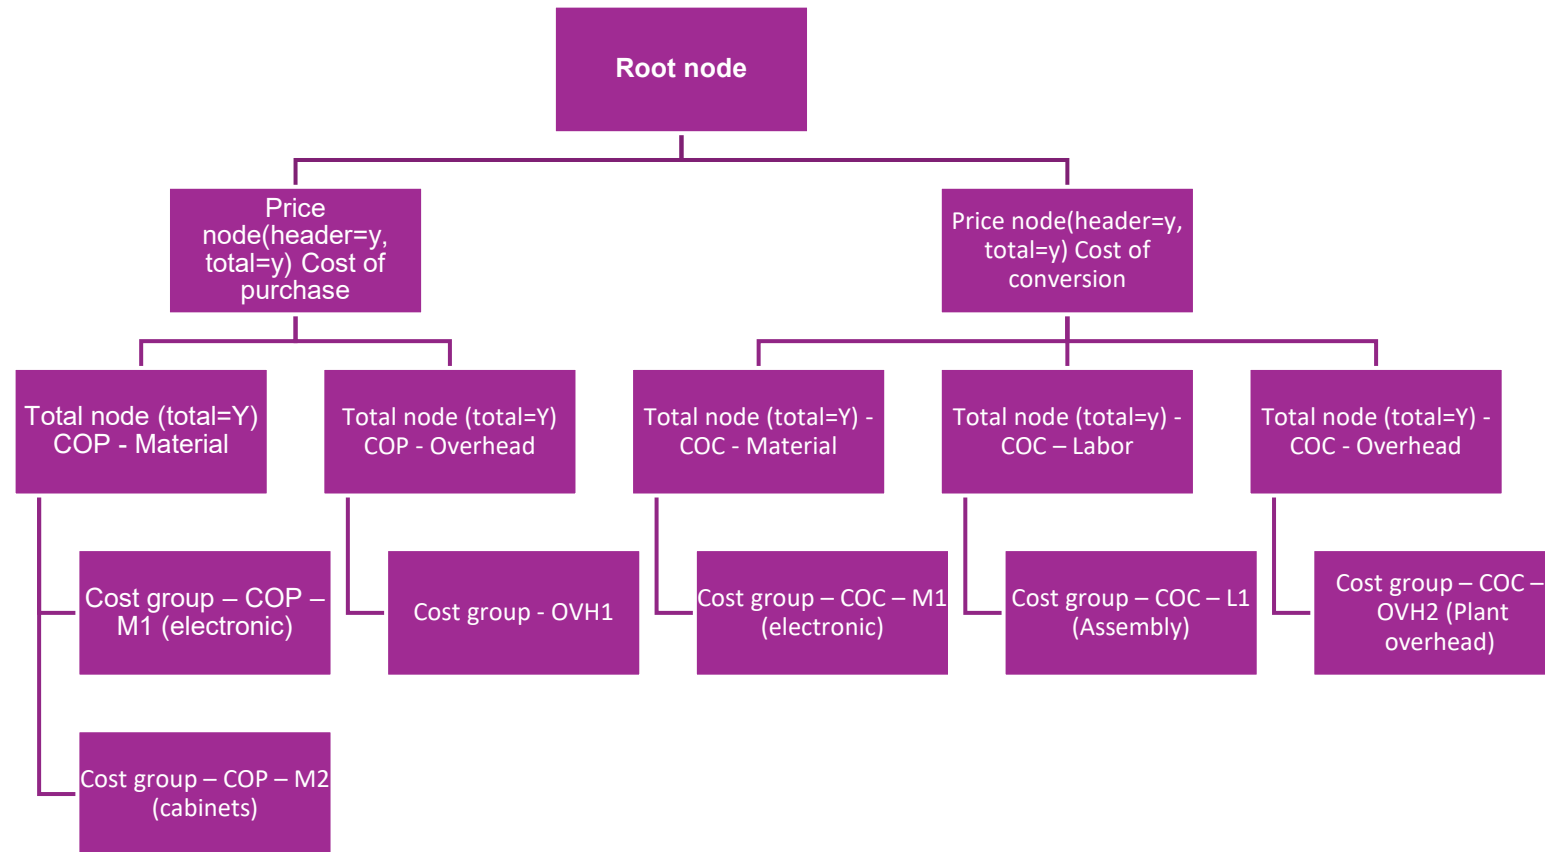 Root node
Price
node(header=y,
total=y) Cost of
purchase
Price node(header=y,
total=y) Cost of
conversion
Total node (total=Y)
COP - Material
Total node (total=Y)
COP - Overhead
Total node (total=Y) -
COC - Material
Total node (total=y) -
COC – Labor
Total node (total=Y) -
COC - Overhead
Cost group – COP –
M1 (electronic)
Cost group - OVH1
Cost group – COC – M1
(electronic)
Cost group – COC – L1
(Assembly)
Cost group – COC –
OVH2 (Plant
overhead)
Cost group – COP – M2
(cabinets)